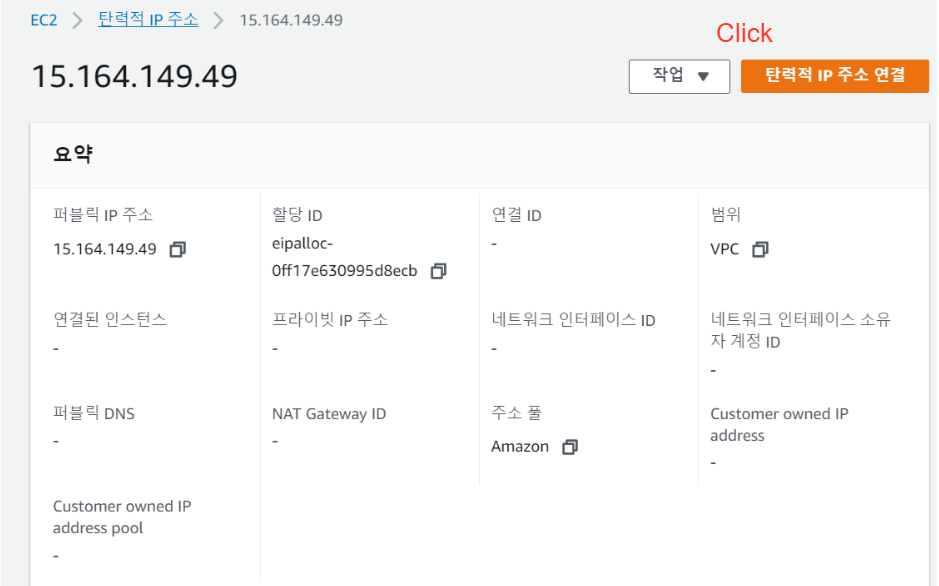 EC2 > 탄력적 IP 주소 > 15.164.149.49
Click
15.164.149.49
작업 ▼
탄력적 IP 주소 연결
요약
퍼블릭 IP 주소
15.164.149.49
할당 ID
eipalloc-
0ff17e630995d8ecb
연결 ID
-
범위
VPC
연결된 인스턴스
-
프라이빗 IP 주소
-
네트워크 인터페이스 ID
-
네트워크 인터페이스 소유
자 계정 ID
-
퍼블릭 DNS
-
NAT Gateway ID
-
주소 풀
Amazon
Customer owned IP
address
-
Customer owned IP
address pool
-